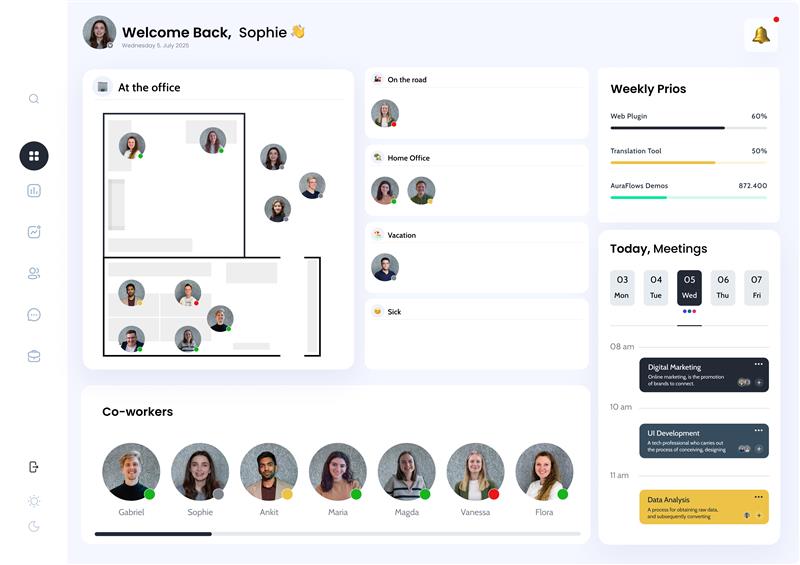 Welcome Back, Sophie
Wednesday 5. July 2025
At the office
On the road
Home Office
Vacation
Sick
Co-workers
Gabriel
Sophie
Ankit
Maria
Magda
Vanessa
Flora
Weekly Prios
Web Plugin 60%
Translation Tool 50%
AuraFlows Demos 872.400
Today, Meetings
03 04 05 06 07
Mon Tue Wed Thu Fri
08 am
Digital Marketing
Online marketing, is the promotion
of brands to connect.
10 am
UI Development
A tech professional who carries out
the process of conceiving, designing
11 am
Data Analysis
A process for obtaining raw data,
and subsequently converting